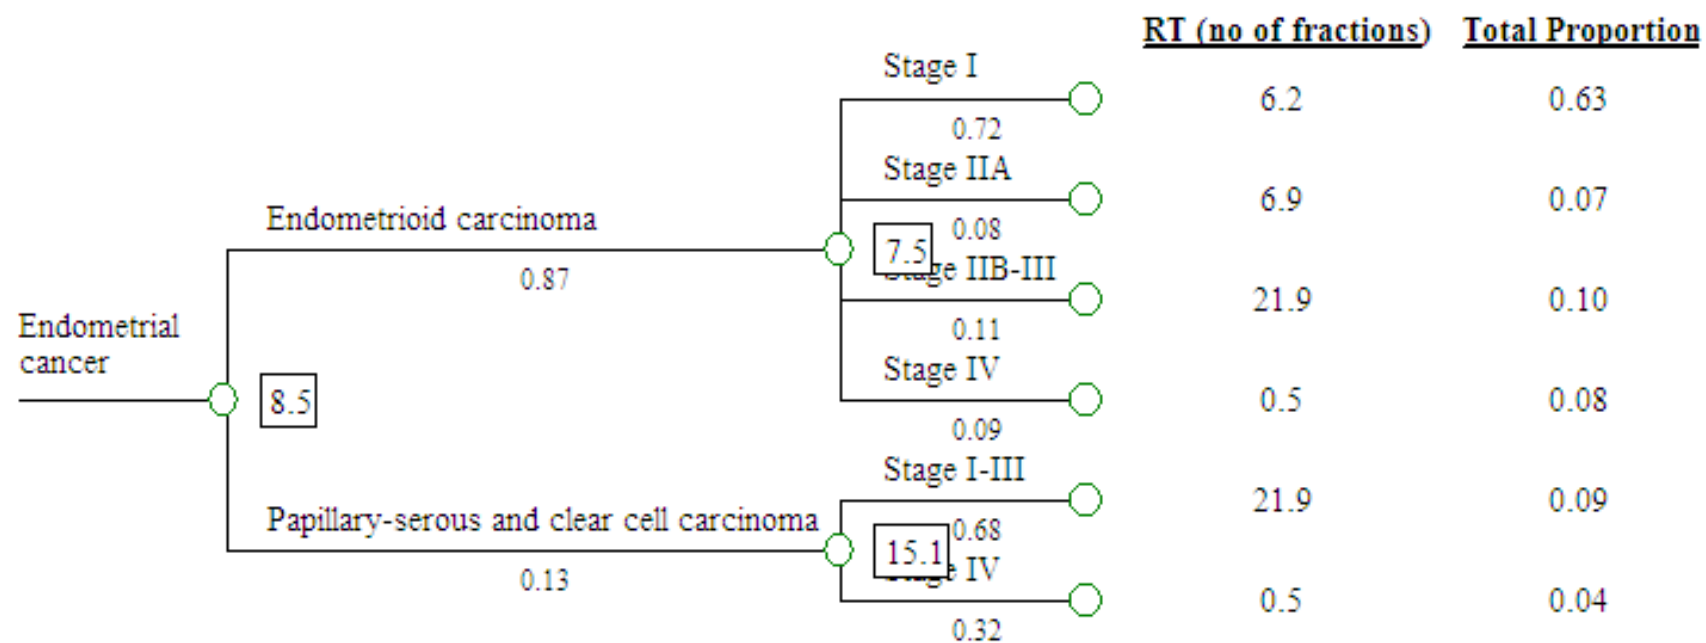 RT (no of fractions) Total Proportion
Stage I
6.2 0.63
0.72
Stage IIA
6.9 0.07
Endometrioid carcinoma
0.08
7.5
0.87
Stage IIB-III
21.9 0.10
Endometrial
cancer
0.11
Stage IV
8.5
0.5 0.08
0.09
Stage I-III
21.9 0.09
Papillary-serous and clear cell carcinoma
0.68
15.1
0.13
IV
0.5 0.04
0.32